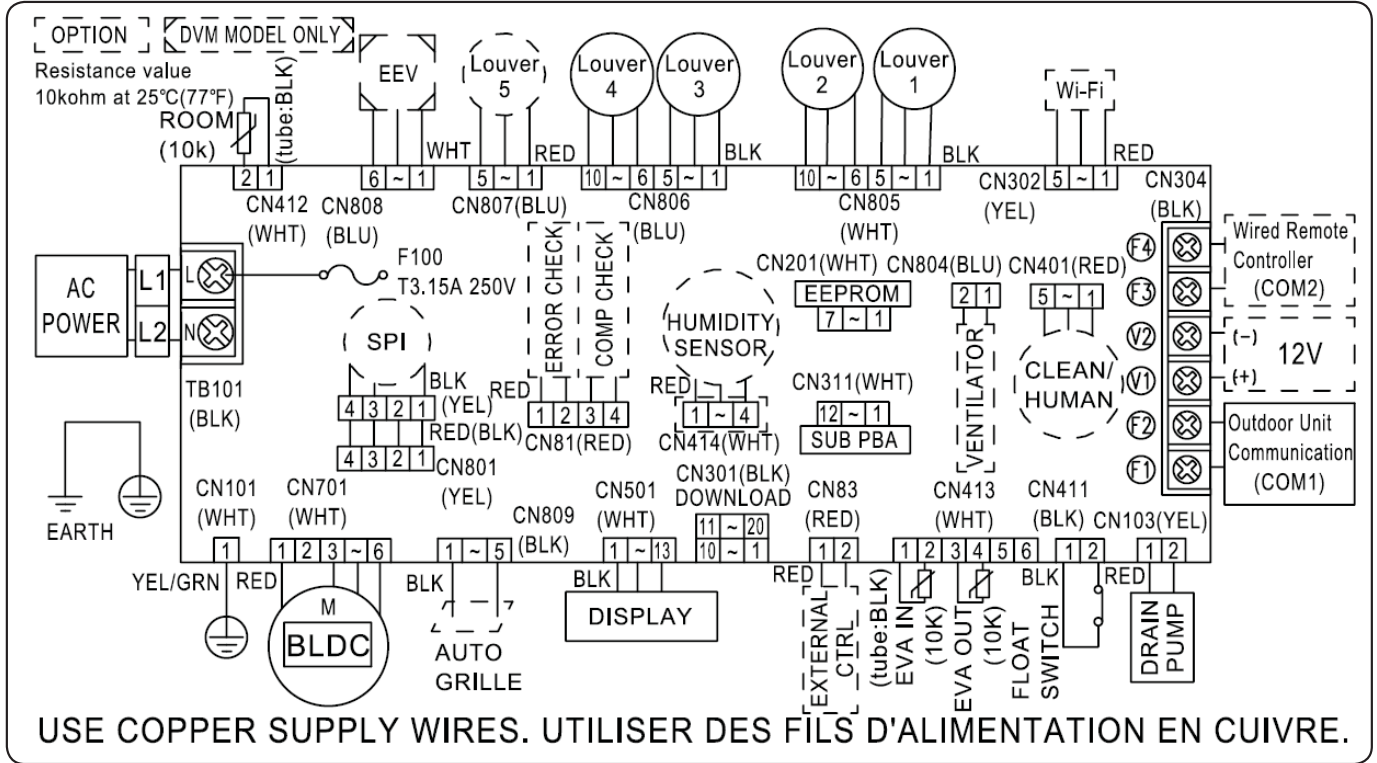 OPTION
DVM MODEL ONLY
Resistance value
10kohm at 25℃(77℉)
ROOM
(10k)
(tube:BLK)
EEV
Louver
5
Louver
4
Louver
3
Louver
2
Louver
1
Wi-Fi
WHT
RED
BLK
BLK
RED
2 1
6 ~ 1
5 ~ 1
10 ~ 6 5 ~ 1
10 ~ 6 5 ~ 1
5 ~ 1
CN412
(WHT)
CN808
(BLU)
CN807(BLU)
CN806
(BLU)
CN805
(WHT)
CN302
(YEL)
CN304
(BLK)
AC
POWER
L1
L2
L
N
TB101
(BLK)
F100
T3.15A 250V
SPI
BLK
(YEL)
4 3 2 1
RED(BLK)
4 3 2 1
CN801
(YEL)
ERROR CHECK
COMP CHECK
RED
1 2 3 4
CN81(RED)
HUMIDITY
SENSOR
RED
1 ~ 4
CN414(WHT)
CN201(WHT)
EEPROM
7 ~ 1
CN311(WHT)
12 ~ 1
SUB PBA
CN804(BLU)
2 1
VENTILATOR
CN401(RED)
5 ~ 1
CLEAN/
HUMAN
F4
F3
V2
V1
F2
F1
Wired Remote
Controller
(COM2)
(-)
12V
(+)
Outdoor Unit
Communication
(COM1)
EARTH
CN101
(WHT)
1
YEL/GRN
CN701
(WHT)
1 2 3 ~ 6
RED
M
BLDC
CN809
(BLK)
1 ~ 5
BLK
AUTO
GRILLE
CN501
(WHT)
1 ~ 13
BLK
DISPLAY
CN301(BLK)
DOWNLOAD
11 ~ 20
10 ~ 1
CN83
(RED)
1 2
RED
EXTERNAL
CTRL
CN413
(WHT)
1 2 3 4 5 6
(tube:BLK)
EVA IN
(10K)
EVA OUT
(10K)
CN411
(BLK)
1 2
BLK
FLOAT
SWITCH
CN103(YEL)
1 2
RED
DRAIN
PUMP
USE COPPER SUPPLY WIRES. UTILISER DES FILS D'ALIMENTATION EN CUIVRE.